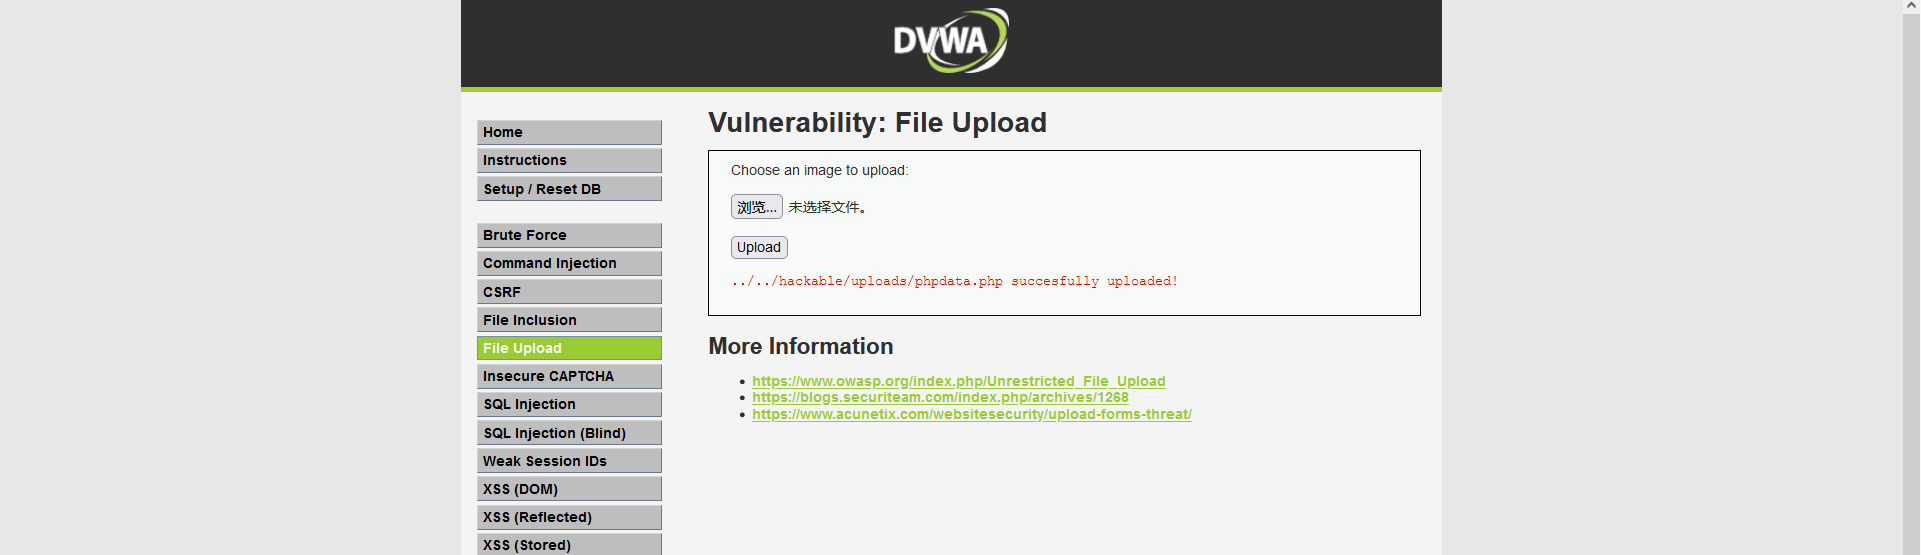 DVWA
Home
Instructions
Setup / Reset DB
Brute Force
Command Injection
CSRF
File Inclusion
File Upload
Insecure CAPTCHA
SQL Injection
SQL Injection (Blind)
Weak Session IDs
XSS (DOM)
XSS (Reflected)
XSS (Stored)
Vulnerability: File Upload
Choose an image to upload:
浏览... 未选择文件。
Upload
../../hackable/uploads/phpdata.php succesfully uploaded!
More Information
https://www.owasp.org/index.php/Unrestricted_File_Upload
https://blogs.securiteam.com/index.php/archives/1268
https://www.acunetix.com/websitesecurity/upload-forms-threat/